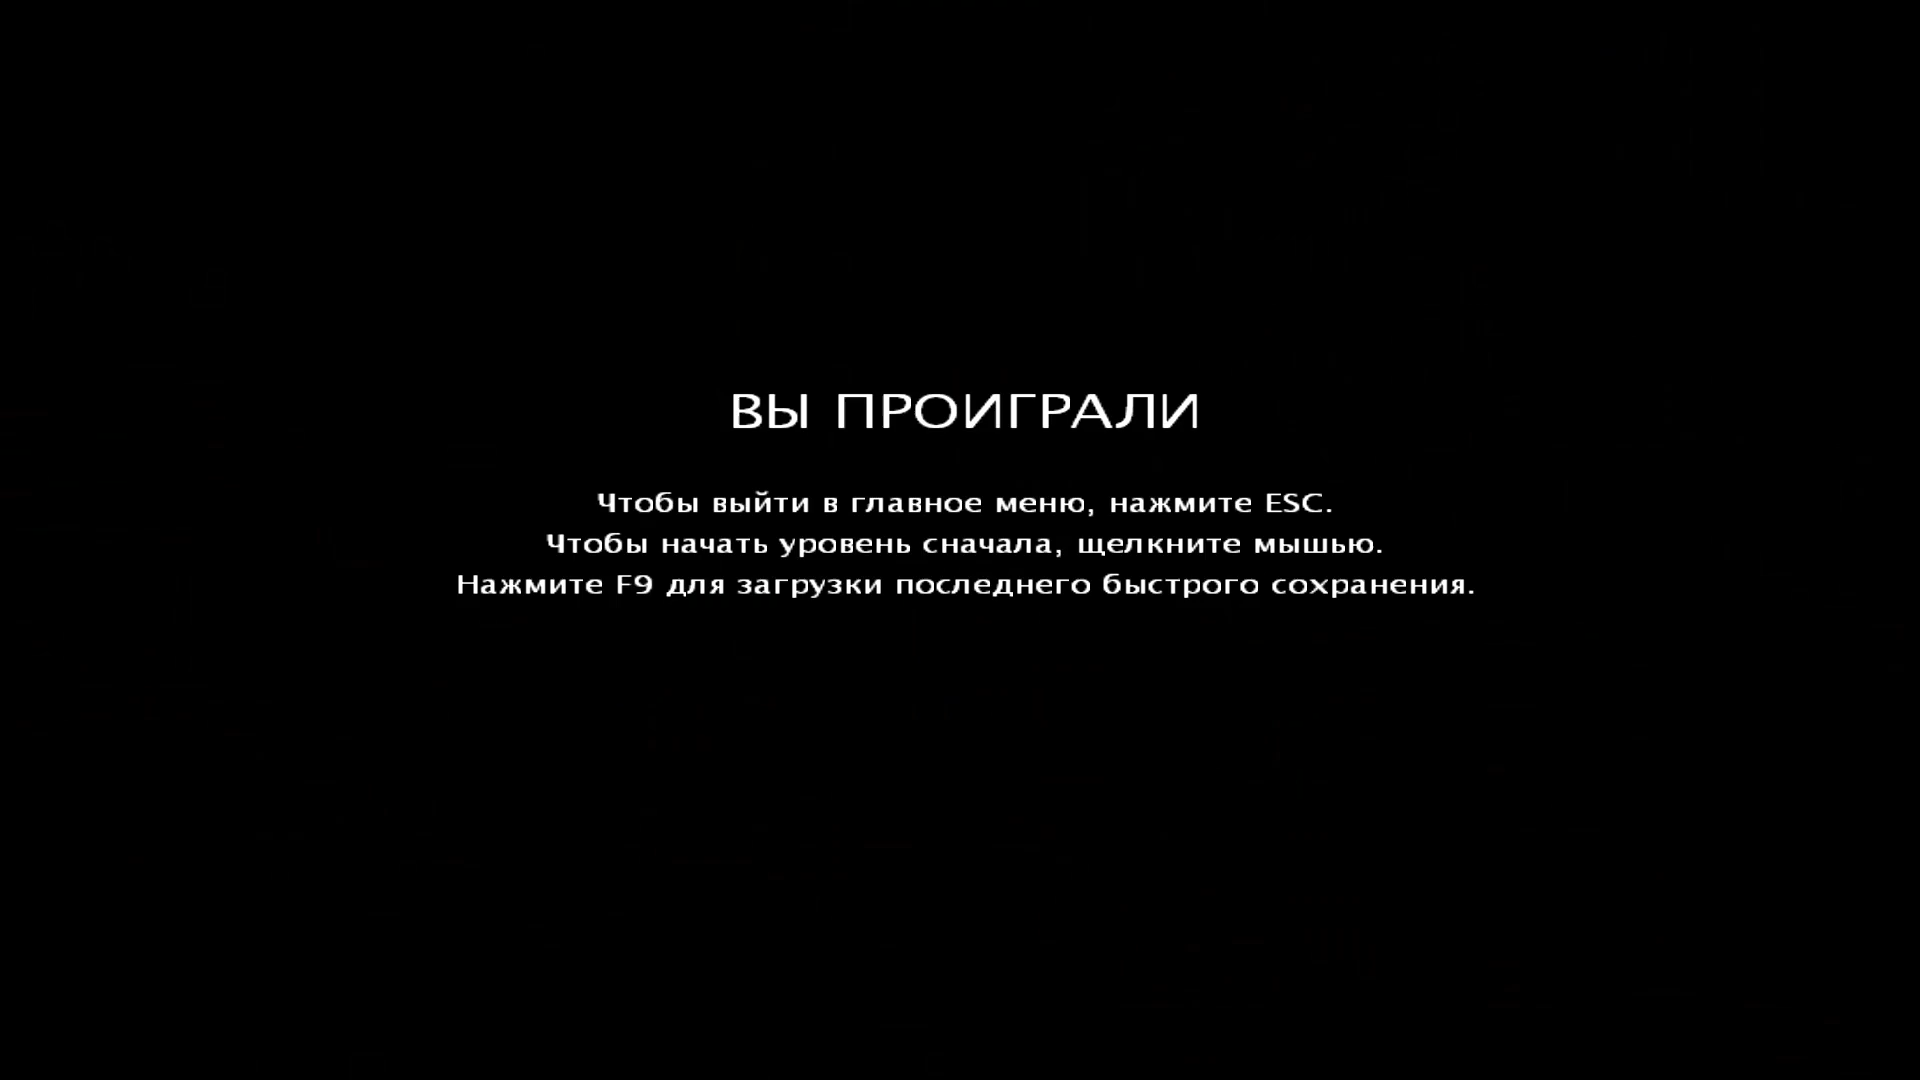 ВЫ ПРОИГРАЛИ
Чтобы выйти в главное меню, нажмите ESC.
Чтобы начать уровень сначала, щелкните мышью.
Нажмите F9 для загрузки последнего быстрого сохранения.